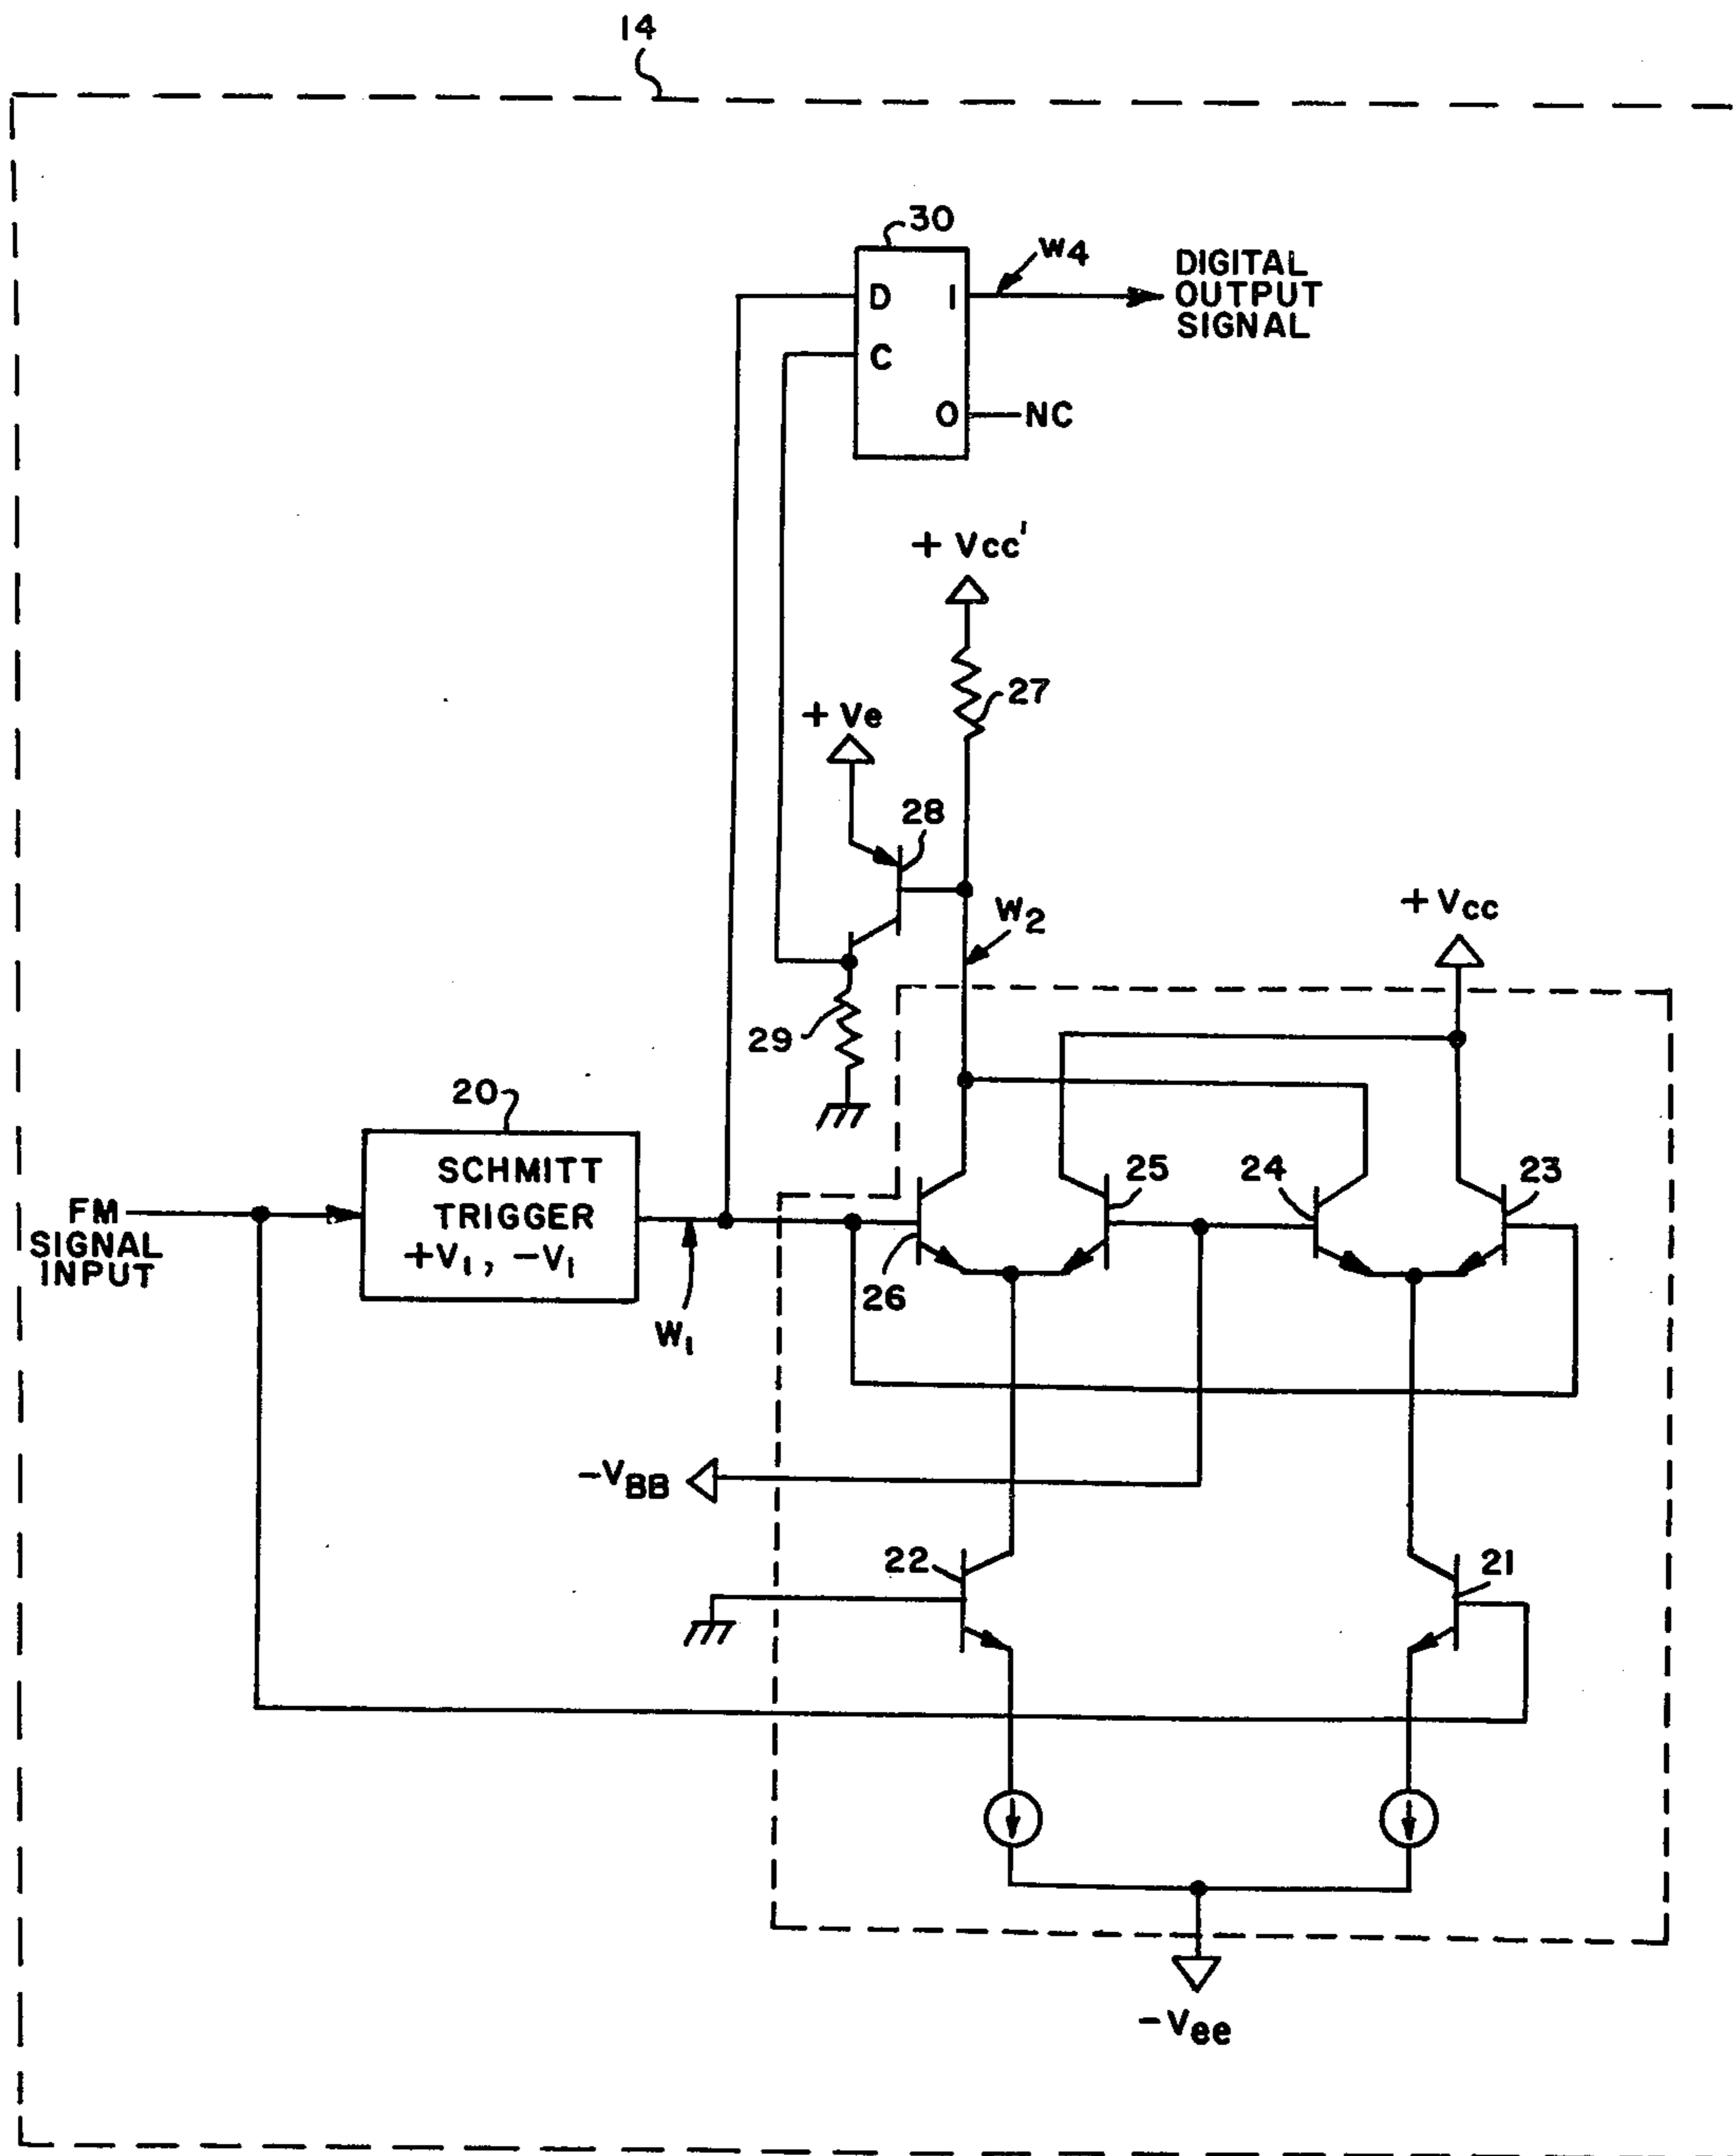 14
30
D
I
C
O
NC
W4
DIGITAL
OUTPUT
SIGNAL
+ Vcc'
27
+ Ve
28
W2
+ Vcc
29
20
SCHMITT
TRIGGER
+V1, -V1
FM
SIGNAL
INPUT
W1
26
25
24
23
-VBB
22
21
-Vee